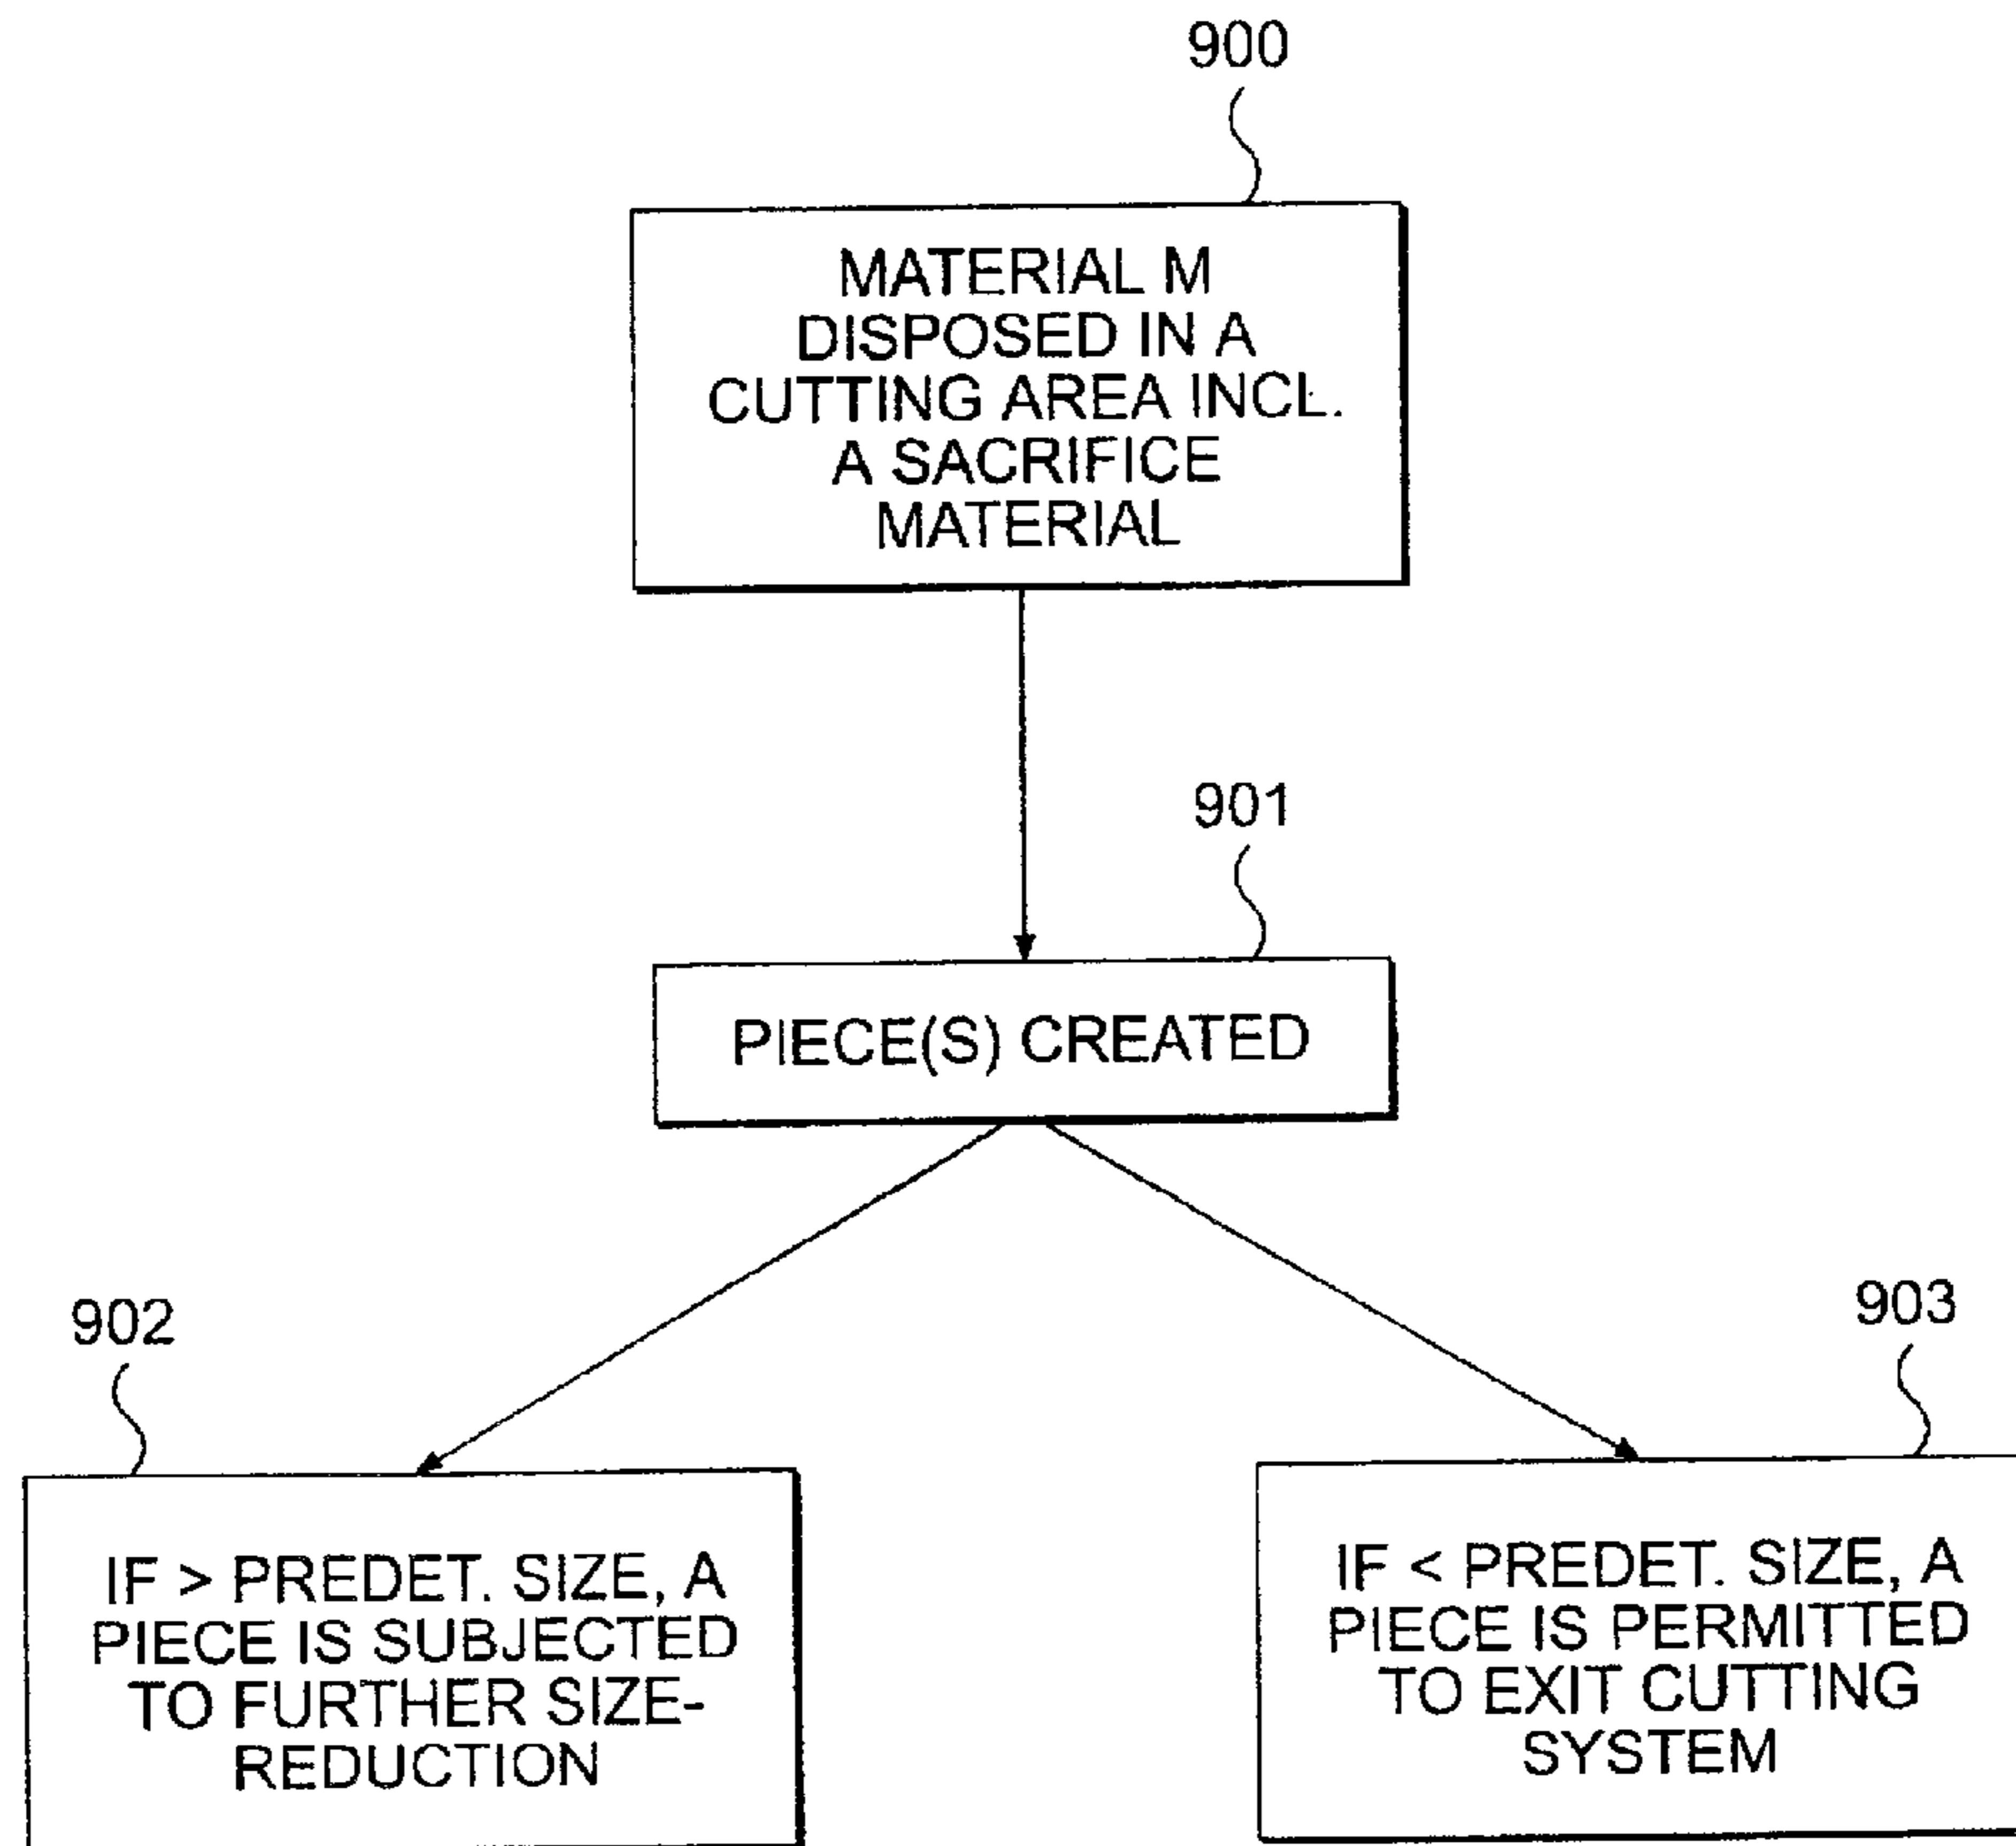 900
MATERIAL M
DISPOSED IN A
CUTTING AREA INCL.
A SACRIFICE
MATERIAL
901
PIECE(S) CREATED
902
IF > PREDET. SIZE, A
PIECE IS SUBJECTED
TO FURTHER SIZE-
REDUCTION
903
IF < PREDET. SIZE, A
PIECE IS PERMITTED
TO EXIT CUTTING
SYSTEM